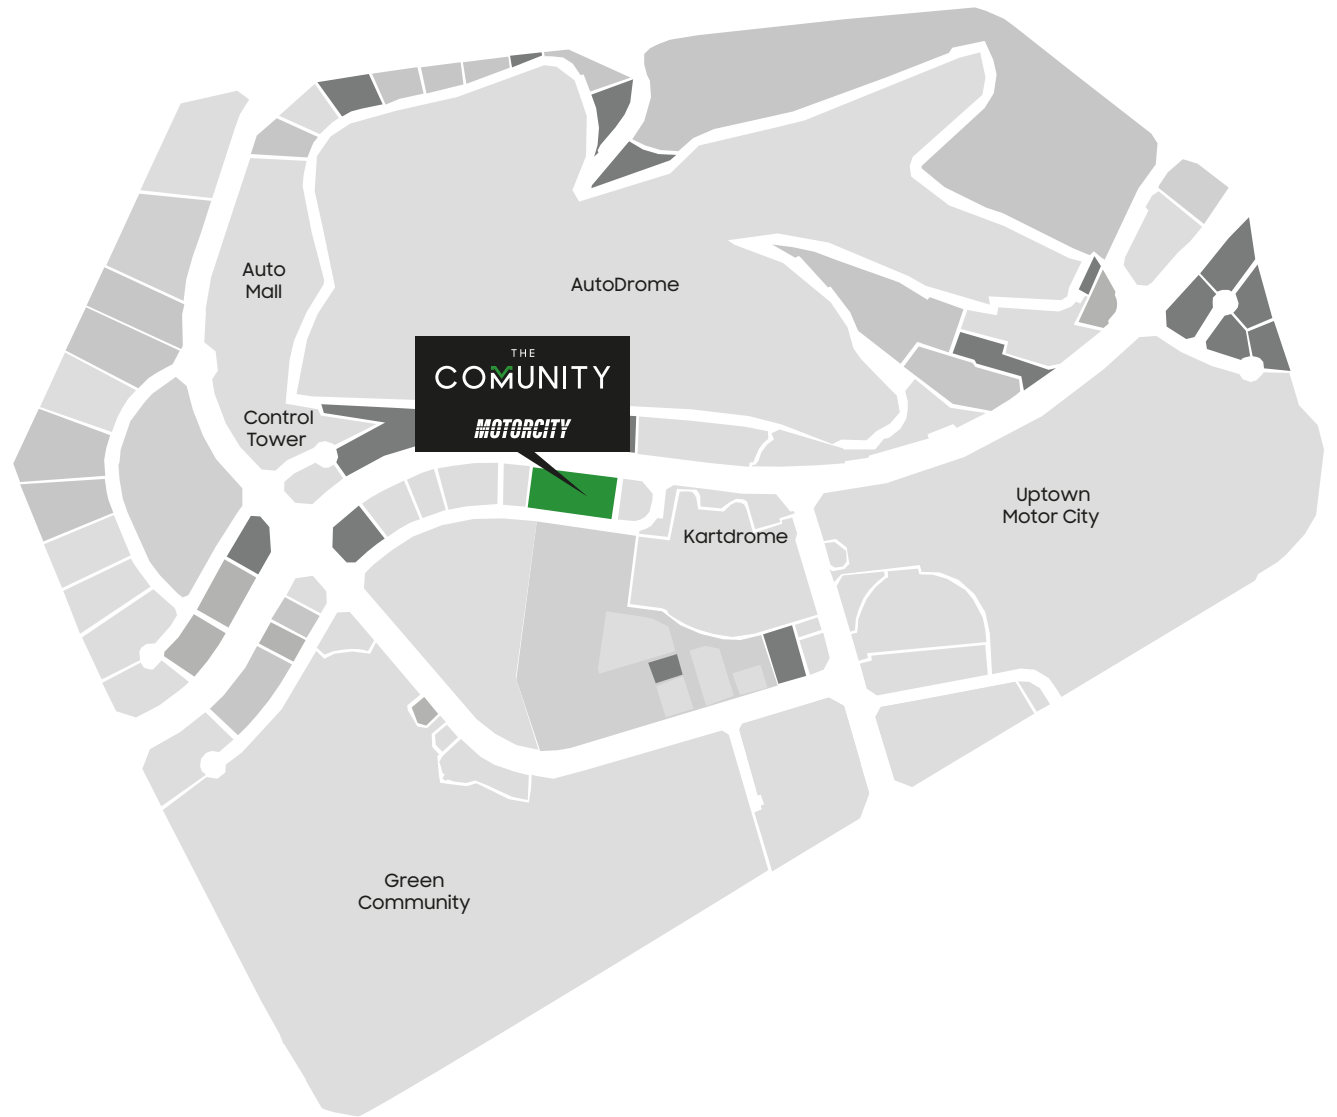 Auto
Mall
AutoDrome
THE
COMUNITY
MOTORCITY
Control
Tower
Uptown
Motor City
Kartdrome
Green
Community